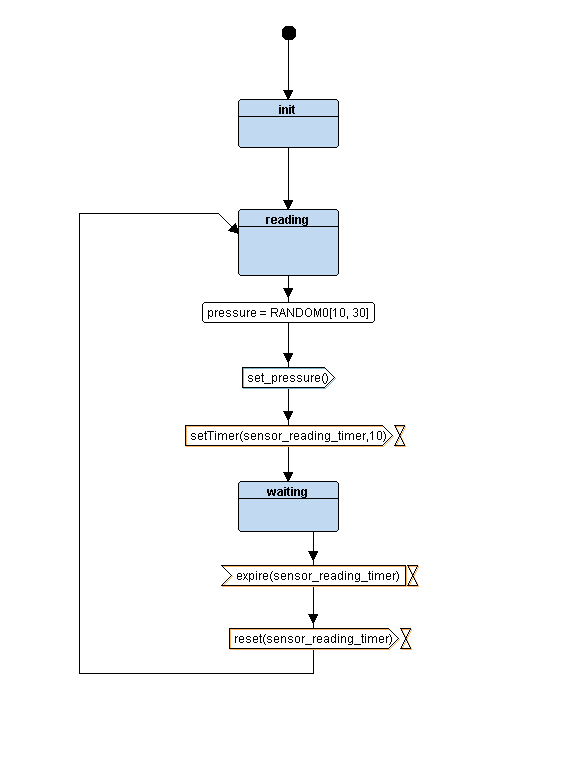 init
reading
pressure = RANDOM0[10, 30]
set_pressure()
setTimer(sensor_reading_timer,10)
waiting
expire(sensor_reading_timer)
reset(sensor_reading_timer)